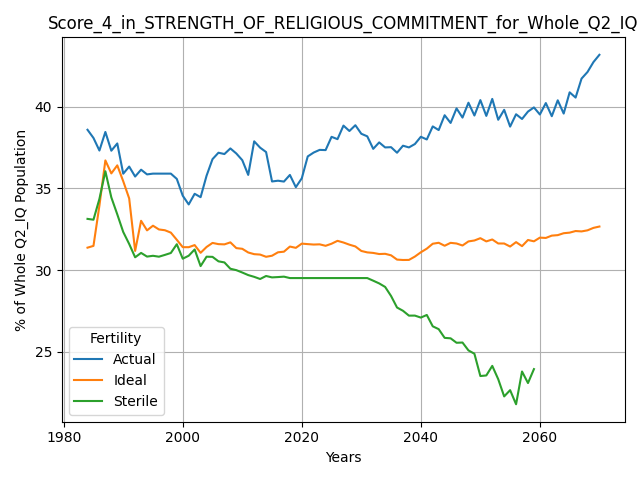 Score_4_in_STRENGTH_OF_RELIGIOUS_COMMITMENT_for_Whole_Q2_IQ
% of Whole Q2_IQ Population
40
35
30
25
Fertility
Actual
Ideal
Sterile
1980
2000
2020
2040
2060
Years